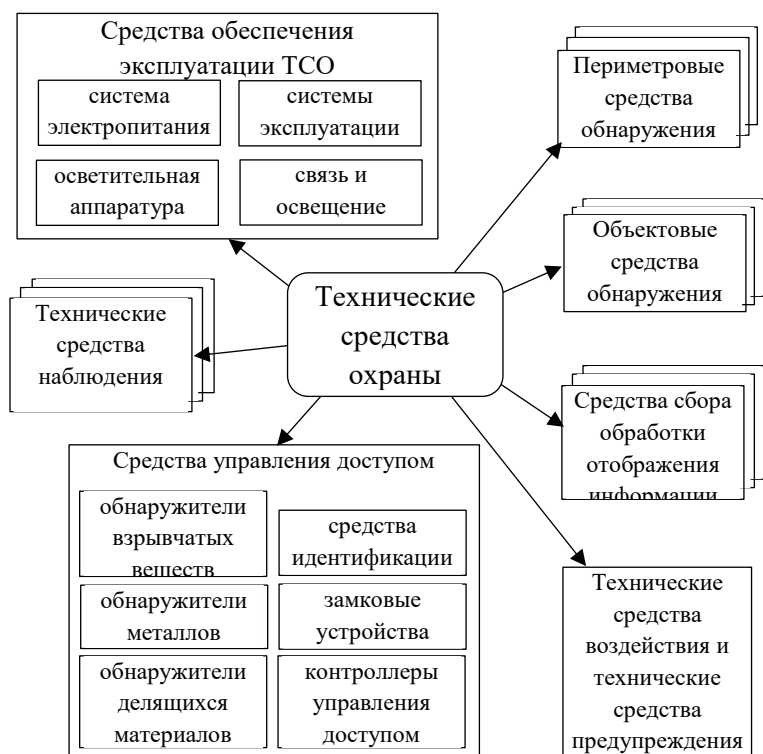 Средства обеспечения
эксплуатации ТСО
система
электропитания
системы
эксплуатации
осветительная
аппаратура
связь и
освещение
Периметровые
средства
обнаружения
Объектовые
средства
обнаружения
Технические
средства
наблюдения
Технические
средства
охраны
Средства сбора
обработки
отображения
информации
Средства управления доступом
обнаружители
взрывчатых
веществ
средства
идентификации
обнаружители
металлов
замковые
устройства
обнаружители
делящихся
материалов
контроллеры
управления
доступом
Технические
средства
воздействия и
технические
средства
предупреждения